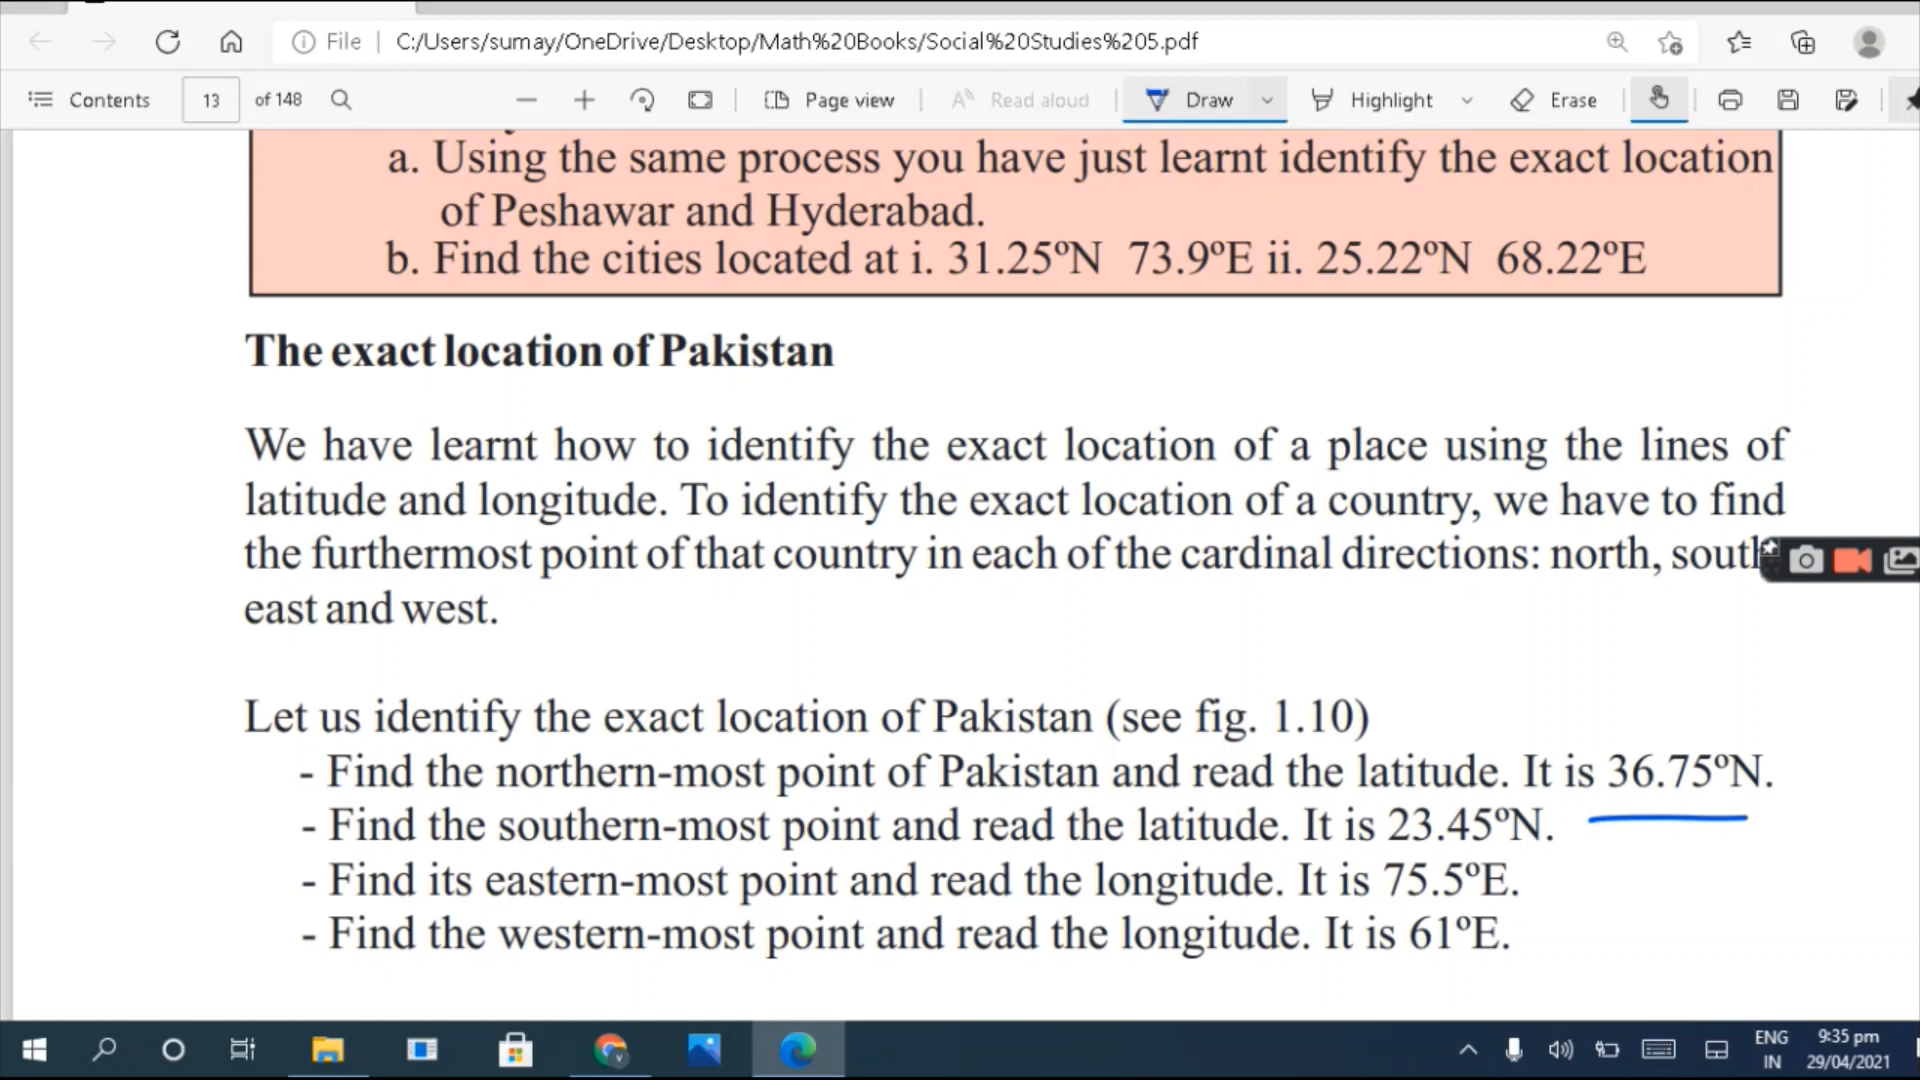 File | C:/Users/sumay/OneDrive/Desktop/Math%20Books/Social%20Studies%205.pdf
Contents 13 of 148 Page view Read aloud Draw Highlight Erase
a. Using the same process you have just learnt identify the exact location
of Peshawar and Hyderabad.
b. Find the cities located at i. 31.25ºN 73.9ºE ii. 25.22ºN 68.22ºE
The exact location of Pakistan
We have learnt how to identify the exact location of a place using the lines of
latitude and longitude. To identify the exact location of a country, we have to find
the furthermost point of that country in each of the cardinal directions: north, south
east and west.
Let us identify the exact location of Pakistan (see fig. 1.10)
- Find the northern-most point of Pakistan and read the latitude. It is 36.75ºN.
- Find the southern-most point and read the latitude. It is 23.45ºN.
- Find its eastern-most point and read the longitude. It is 75.5ºE.
- Find the western-most point and read the longitude. It is 61ºE.
ENG 9:35 pm
IN 29/04/2021